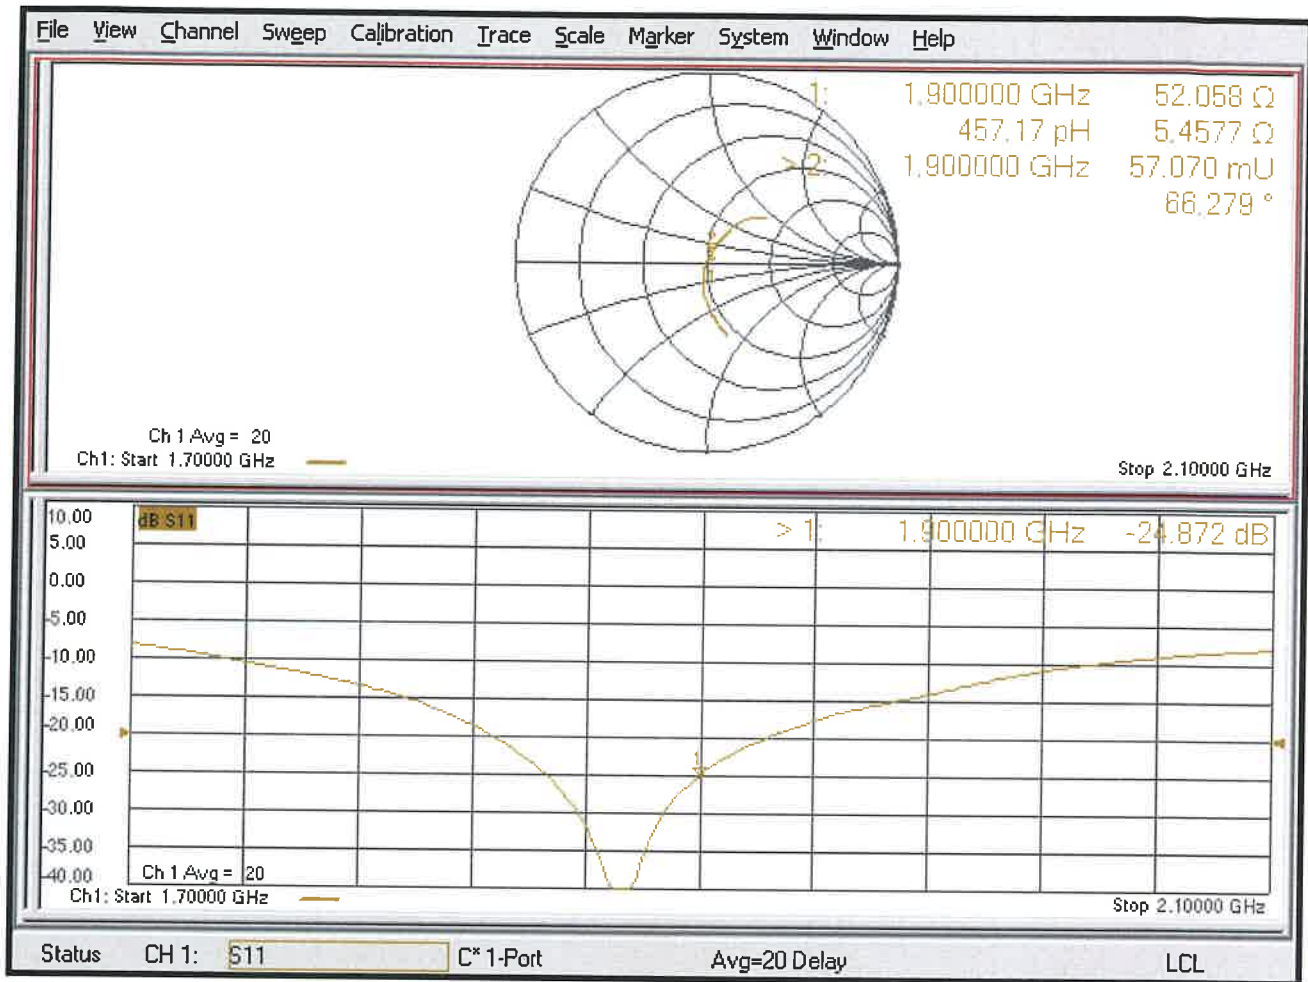 File View Channel Sweep Calibration Trace Scale Marker System Window Help
1: 1.900000 GHz 52.058 Ω
457.17 pH 5.4577 Ω
> 2: 1.900000 GHz 57.070 mU
66.279 °
Ch 1 Avg = 20
Ch1: Start 1.70000 GHz
Stop 2.10000 GHz
10.00
dB S11
> 1: 1.900000 GHz -24.872 dB
5.00
0.00
-5.00
-10.00
-15.00
-20.00
1
-25.00
-30.00
-35.00
-40.00
Ch 1 Avg = 20
Ch1: Start 1.70000 GHz
Stop 2.10000 GHz
Status CH 1: S11 C* 1-Port Avg=20 Delay LCL